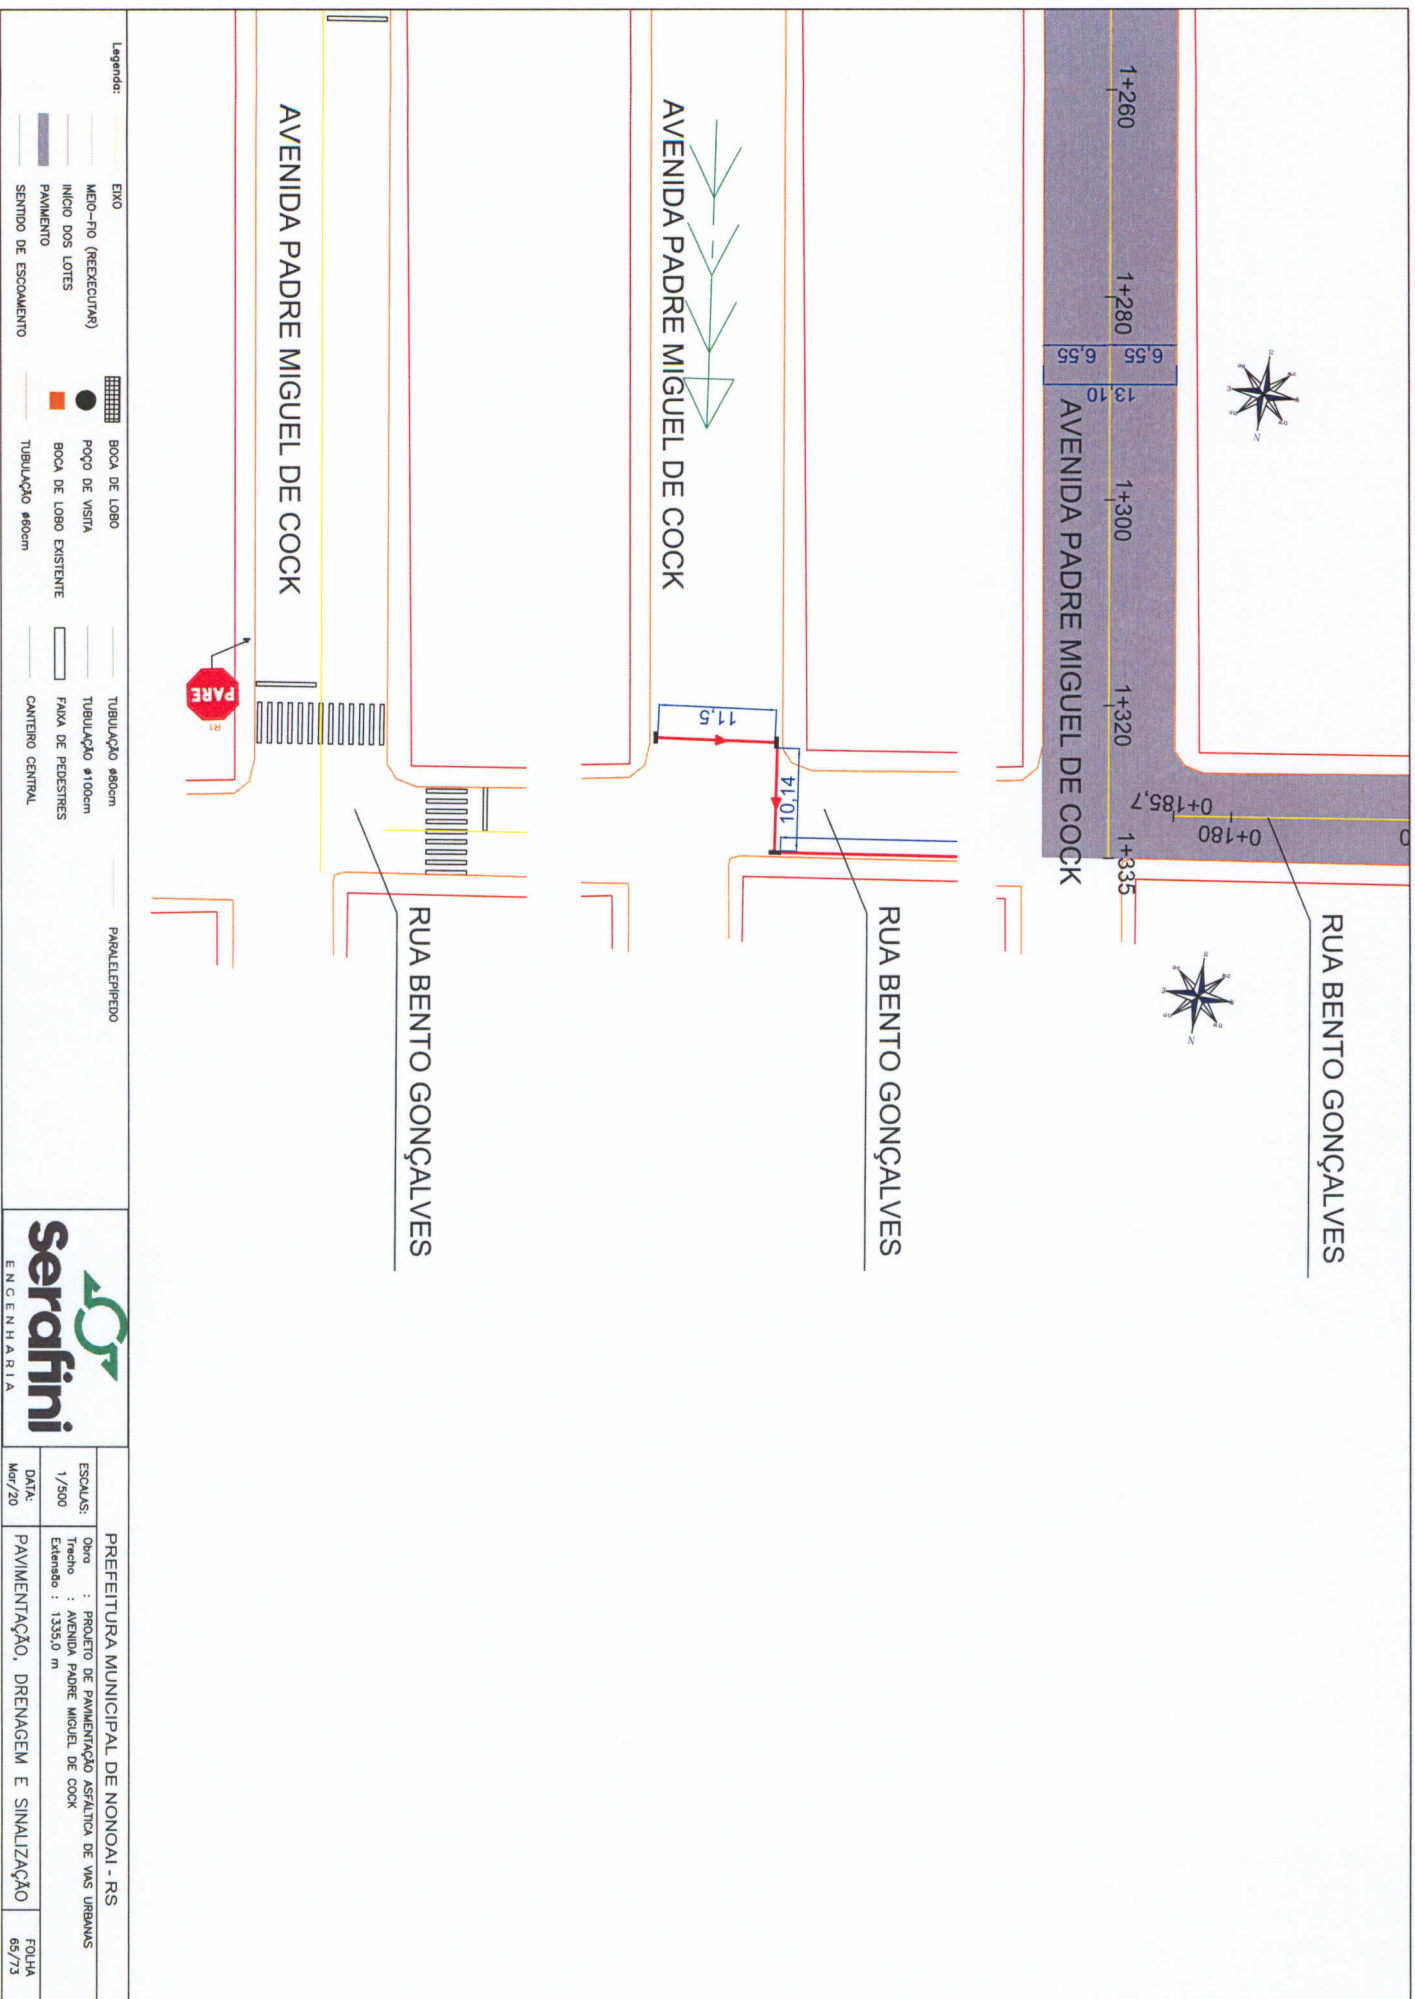 1+260
1+280
1+300
1+320
1+335
6,55
6,55
13,10
AVENIDA PADRE MIGUEL DE COCK
0+185,7
0+180
0
N
RUA BENTO GONÇALVES
N
AVENIDA PADRE MIGUEL DE COCK
11,5
10,14
RUA BENTO GONÇALVES
AVENIDA PADRE MIGUEL DE COCK
PARE
R1
RUA BENTO GONÇALVES
Legenda:
EIXO
MEIO-FIO (REEXECUTAR)
INÍCIO DOS LOTES
PAVIMENTO
SENTIDO DE ESCOAMENTO
BOCA DE LOBO
POÇO DE VISITA
BOCA DE LOBO EXISTENTE
TUBULAÇÃO ø60cm
TUBULAÇÃO ø80cm
TUBULAÇÃO ø100cm
FAIXA DE PEDESTRES
CANTEIRO CENTRAL
PARALELEPÍPEDO
serafini
ENGENHARIA
PREFEITURA MUNICIPAL DE NONOAI - RS
ESCALAS:
1/500
Obra : PROJETO DE PAVIMENTAÇÃO ASFÁLTICA DE VIAS URBANAS
Trecho : AVENIDA PADRE MIGUEL DE COCK
Extensão : 1335,0 m
DATA:
Mar/20
PAVIMENTAÇÃO, DRENAGEM E SINALIZAÇÃO
FOLHA
65/73